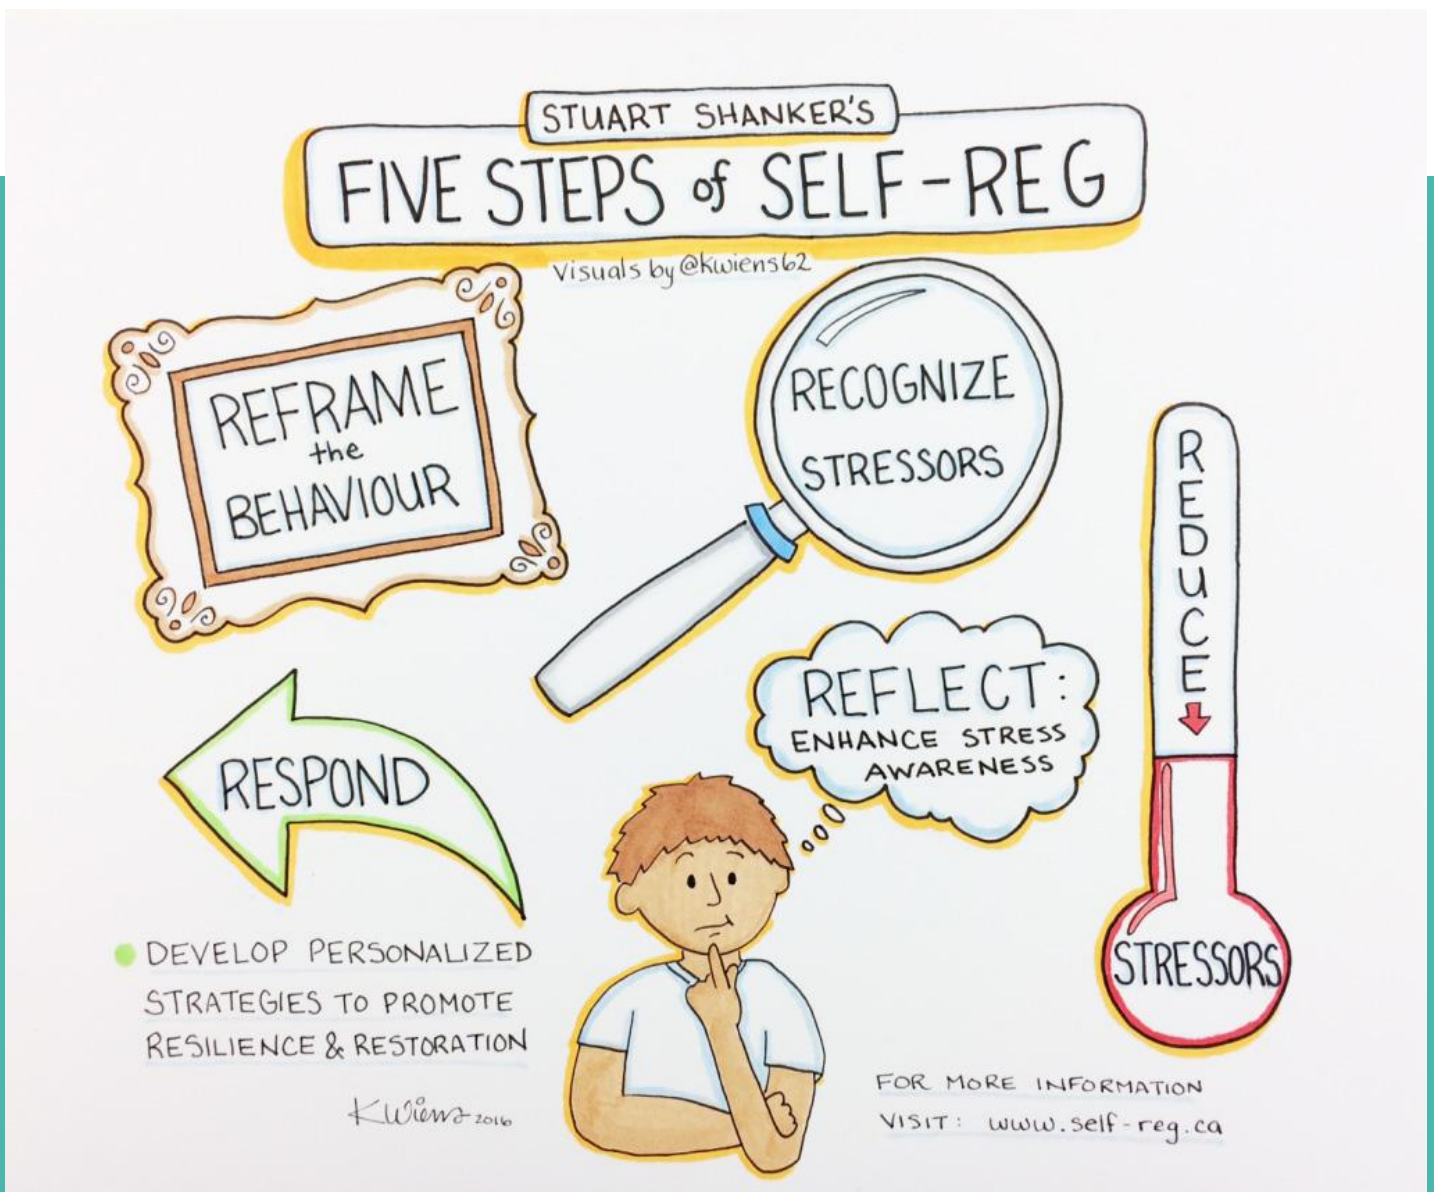 STUART SHANKER'S
FIVE STEPS of SELF-REG
Visuals by @kwiens62
REFRAME
the
BEHAVIOUR
RECOGNIZE
STRESSORS
REDUCE
STRESSORS
REFLECT:
ENHANCE STRESS
AWARENESS
RESPOND
DEVELOP PERSONALIZED
STRATEGIES TO PROMOTE
RESILIENCE & RESTORATION
KWiens 2016
FOR MORE INFORMATION
VISIT: www.self-reg.ca